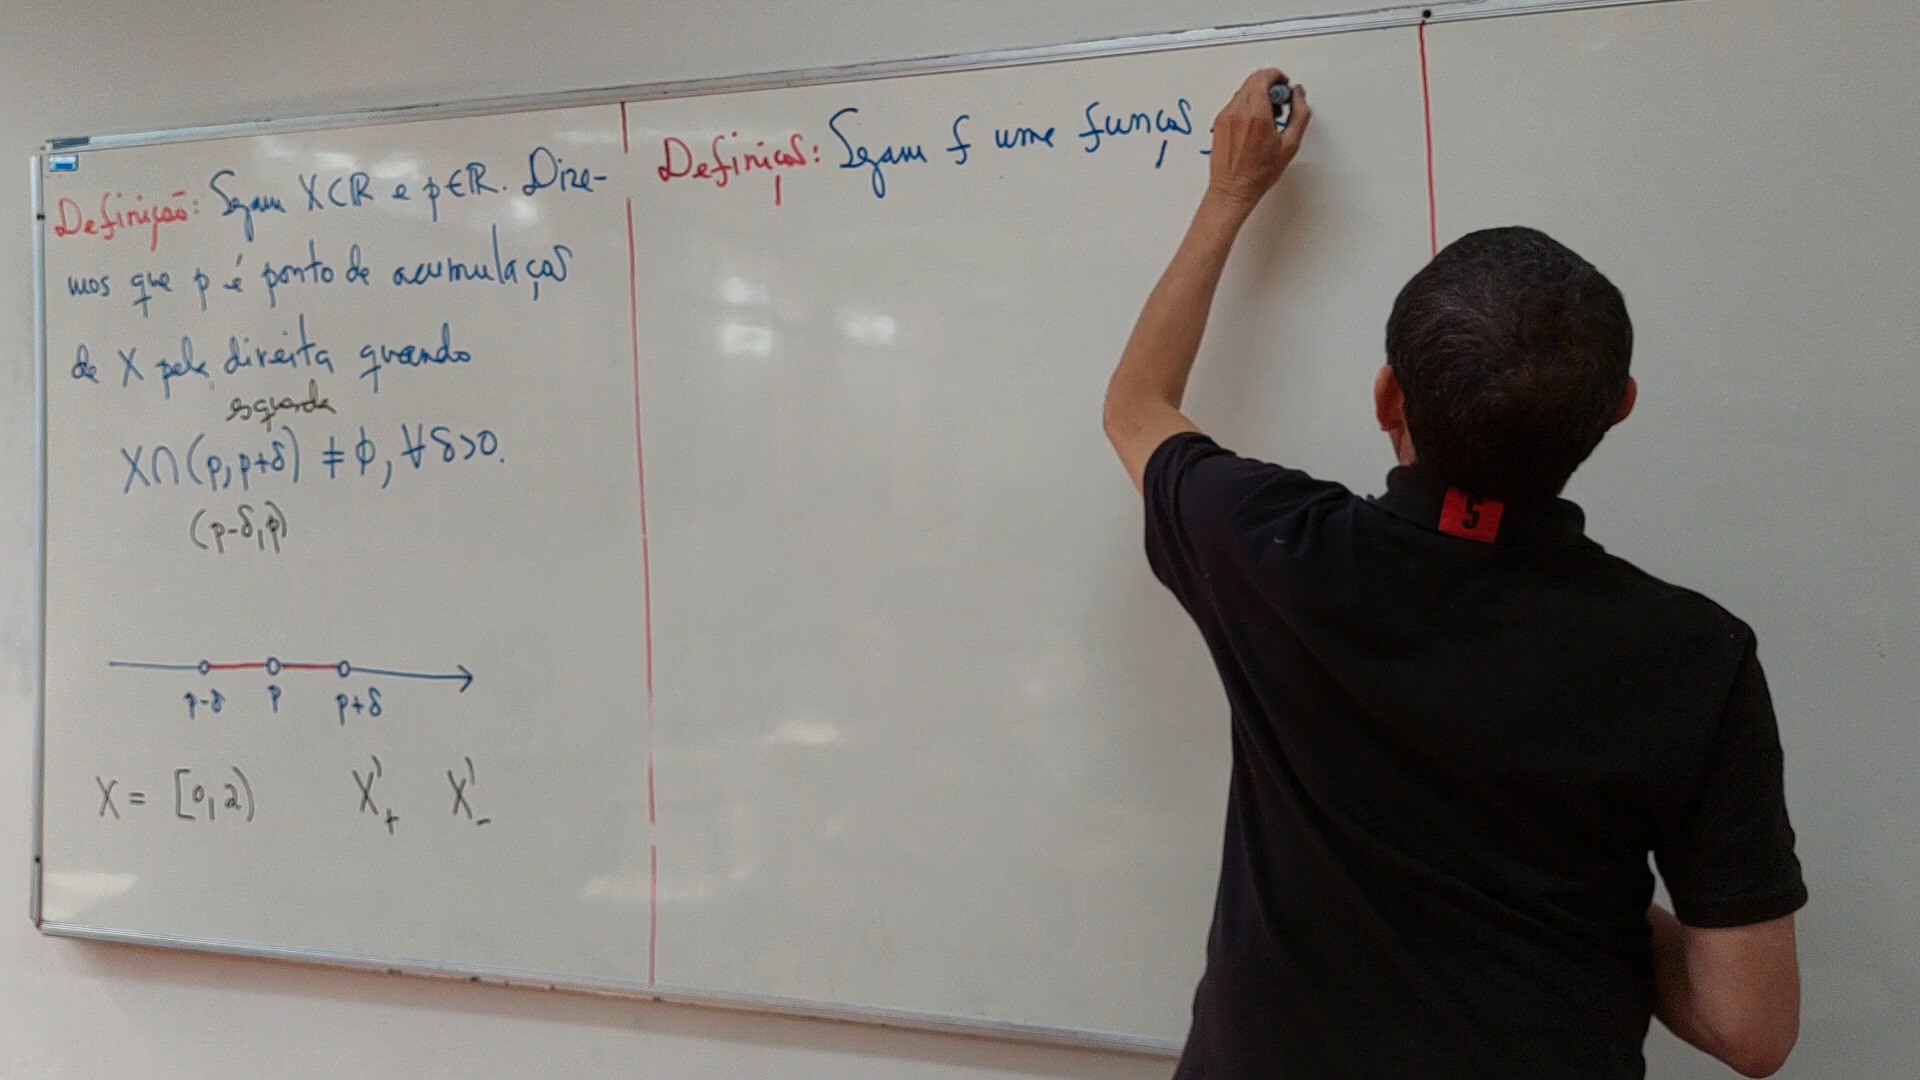 Definição: Sejam X⊂ℝ e p∈ℝ. Dize-
mos que p é ponto de acumulação
de X pela direita quando
esquerda
X∩(p, p+δ) ≠ ϕ, ∀ δ>0.
(p-δ, p)
p-δ p p+δ
X = [0, 2) X'₊ X'₋
Definição: Sejam f uma função
5